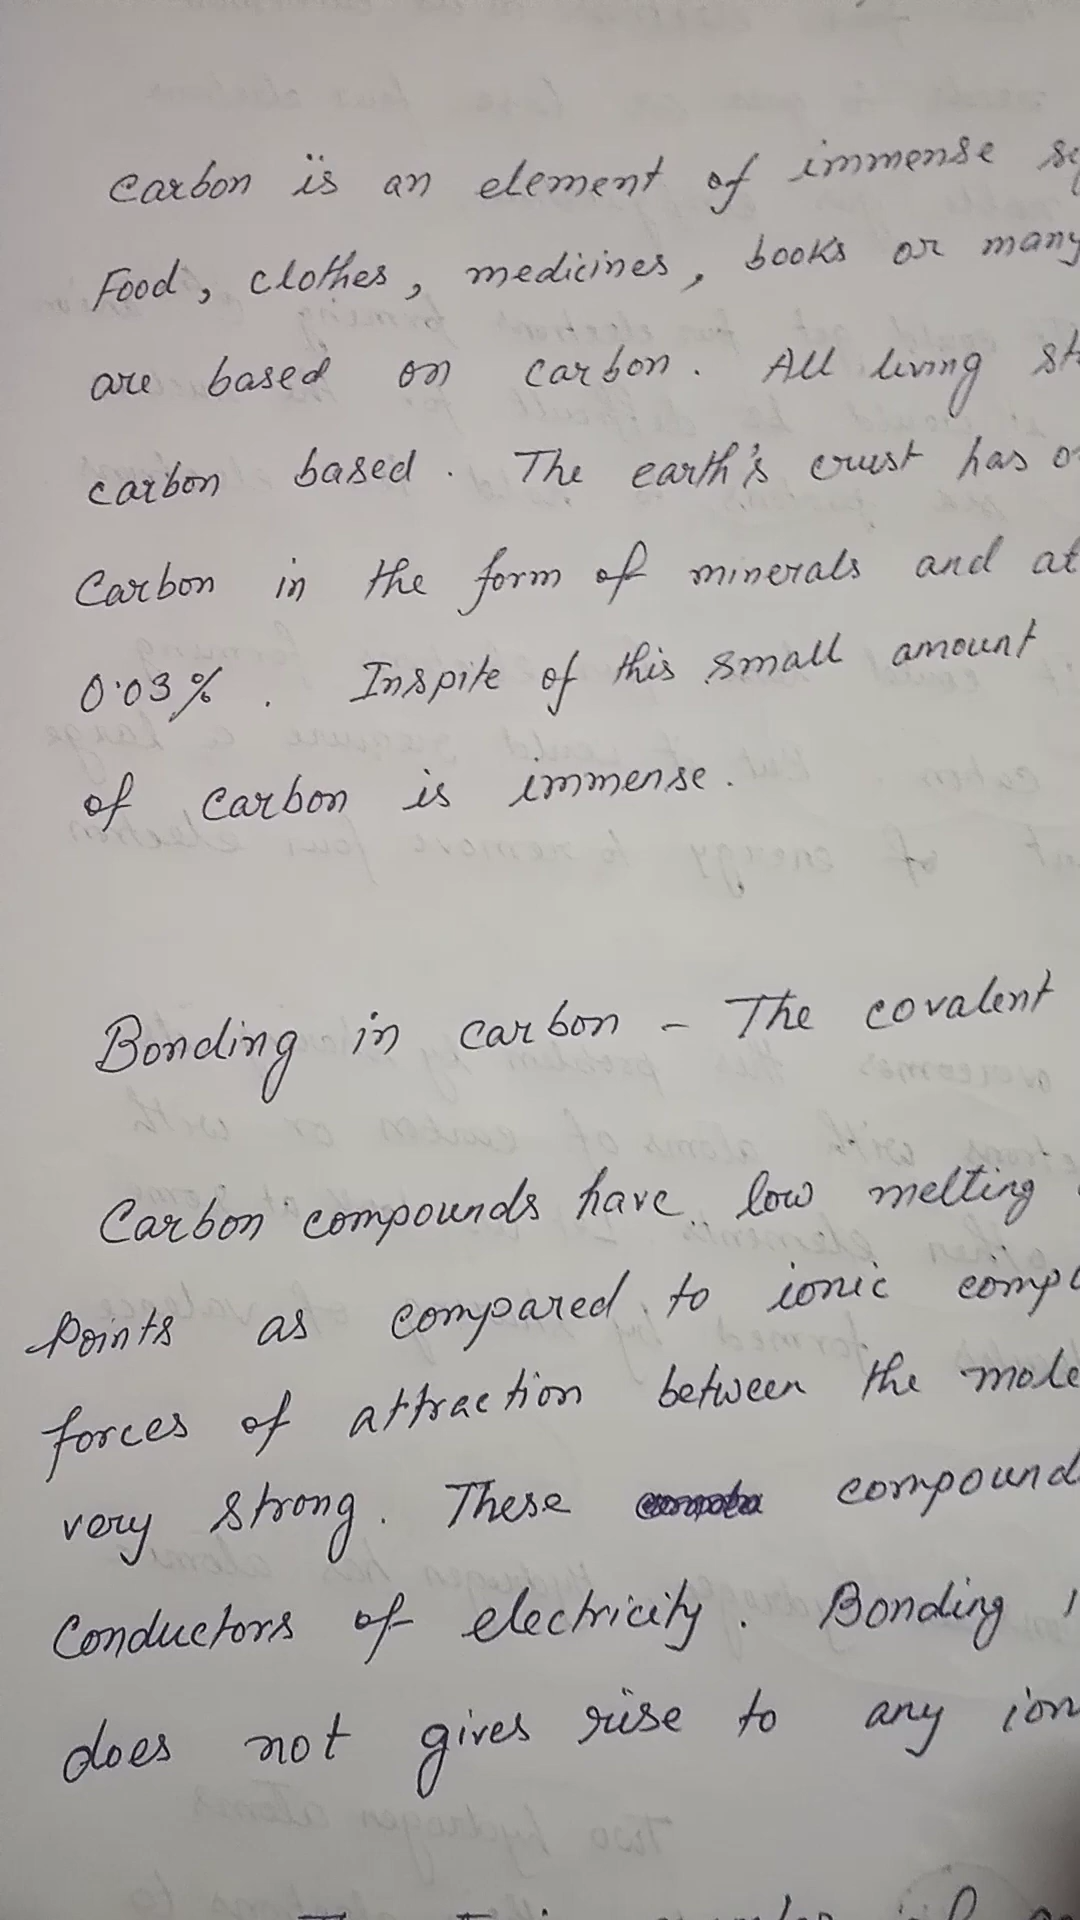 Carbon is an element of immense
Food, clothes, medicines, books or many
are based on carbon. All living
carbon based. The earth's crust has
Carbon in the form of minerals and
0.03%. Inspite of this small amount
of carbon is immense.
Bonding in carbon - The covalent
Carbon compounds have low melting
Points as compared to ionic
forces of attraction between the
very strong. These compound
Conductors of electricity. Bonding
does not gives rise to any ion